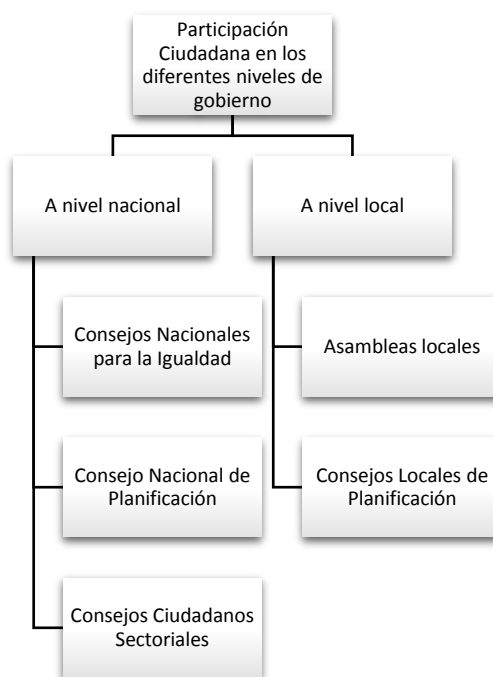 Participación
Ciudadana en los
diferentes niveles de
gobierno
A nivel nacional
Consejos Nacionales
para la Igualdad
Consejo Nacional de
Planificación
Consejos Ciudadanos
Sectoriales
A nivel local
Asambleas locales
Consejos Locales de
Planificación